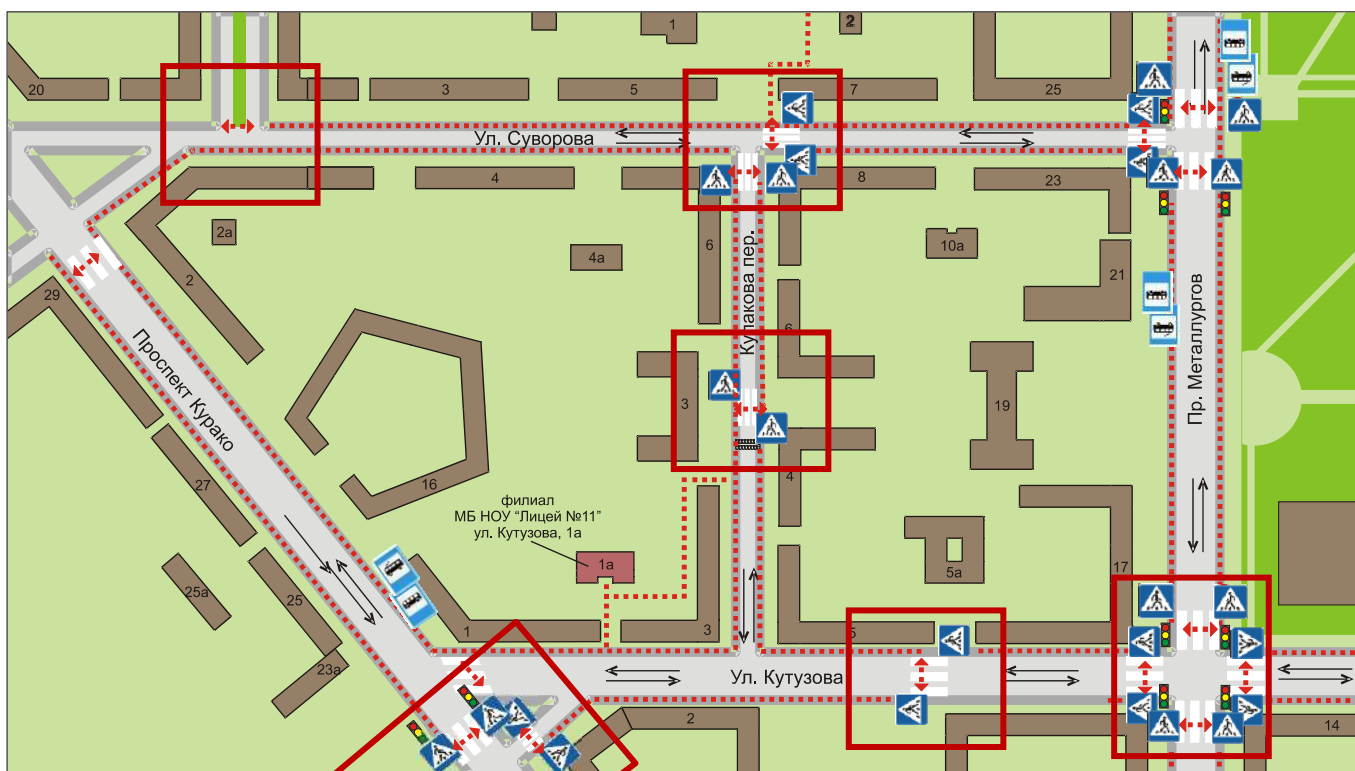 1
2
20
3
5
7
25
Ул. Суворова
4
8
23
2а
4а
6
10а
21
2
29
Кулакова пер.
6
Пр. Металлургов
Проспект Курако
3
19
4
27
16
филиал
МБ НОУ "Лицей №11"
ул. Кутузова, 1а
1а
5а
17
25а
25
1
3
5
23а
Ул. Кутузова
2
14